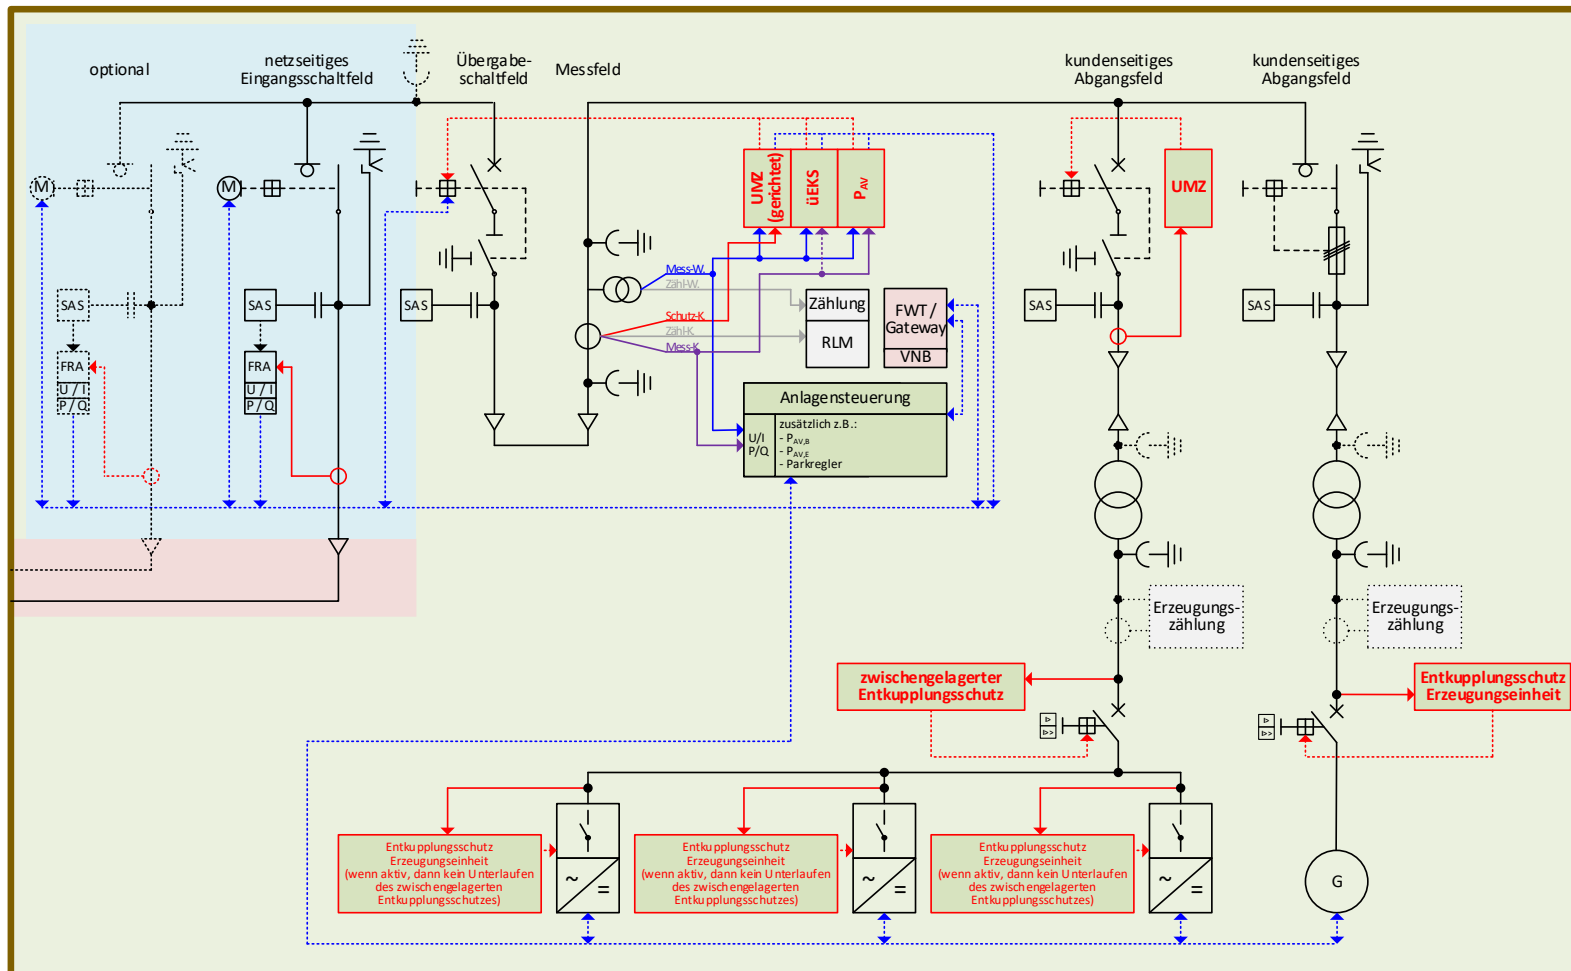 optional
netzseitiges
Eingangsschaltfeld
Übergabe-
schaltfeld
Messfeld
kundenseitiges
Abgangsfeld
kundenseitiges
Abgangsfeld
M
M
UMZ
(gerichtet)
üEKS
P_AV
UMZ
SAS
SAS
SAS
SAS
SAS
FRA
U / I
P / Q
FRA
U / I
P / Q
Mess-W.
Zähl-W.
Schutz-K.
Zähl-K.
Mess-K.
Zählung
RLM
FWT /
Gateway
VNB
Anlagensteuerung
U/I
P/Q
zusätzlich z.B.:
- P_AV,B
- P_AV,E
- Parkregler
Erzeugungs-
zählung
Erzeugungs-
zählung
zwischengelagerter
Entkupplungsschutz
Entkupplungsschutz
Erzeugungseinheit
Entkupplungsschutz
Erzeugungseinheit
(wenn aktiv, dann kein Unterlaufen
des zwischengelagerten
Entkupplungsschutzes)
~
=
Entkupplungsschutz
Erzeugungseinheit
(wenn aktiv, dann kein Unterlaufen
des zwischengelagerten
Entkupplungsschutzes)
~
=
Entkupplungsschutz
Erzeugungseinheit
(wenn aktiv, dann kein Unterlaufen
des zwischengelagerten
Entkupplungsschutzes)
~
=
G